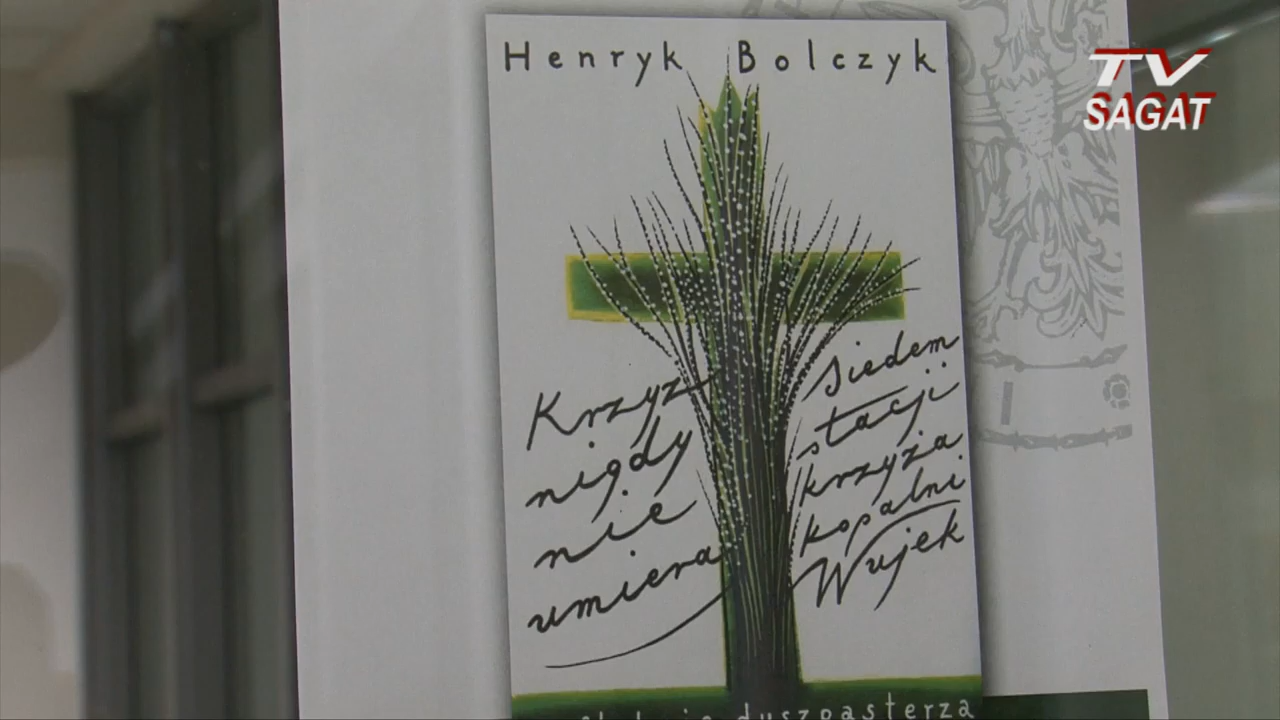 TV
SAGAT
Henryk Bolczyk
Krzyż
nigdy
nie
umiera
Siedem
stacji
krzyża
kopalni
Wujek
duszpasterza